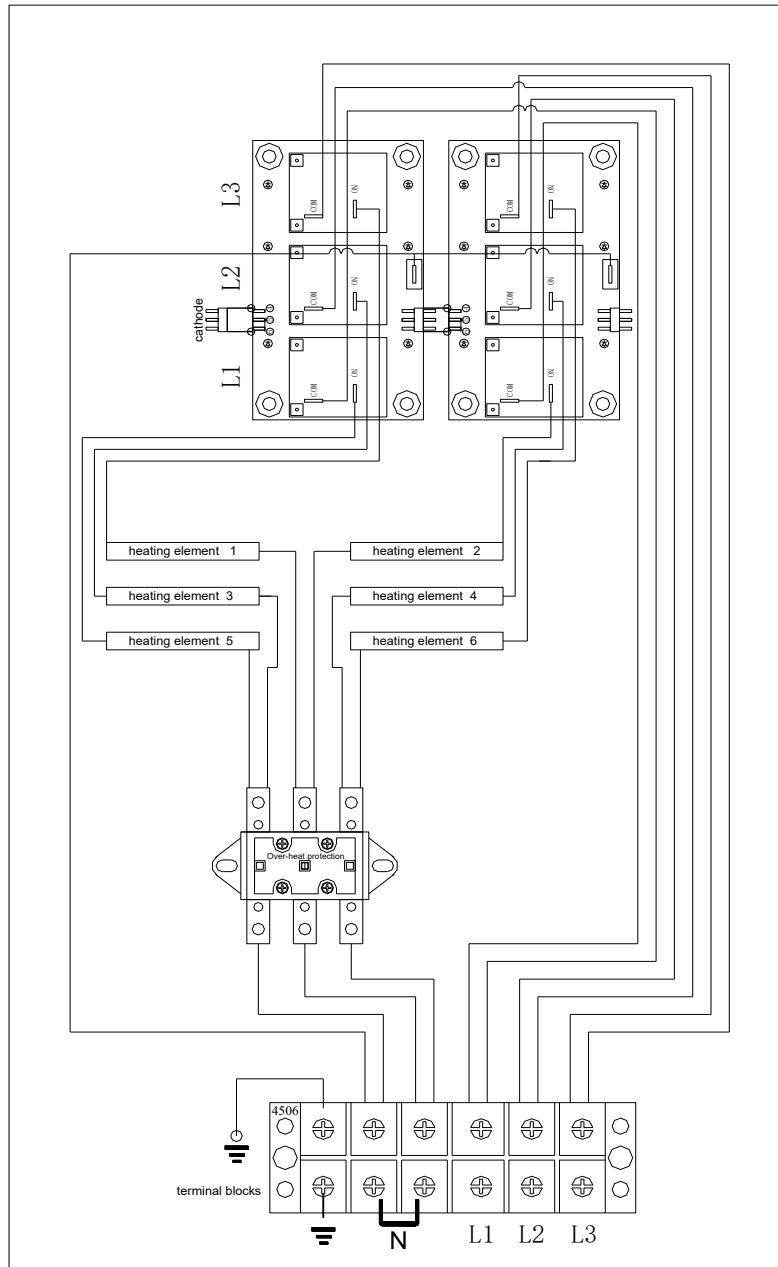 L3
COM
ON
COM
ON
L2
COM
ON
COM
ON
cathode
L1
COM
ON
COM
ON
heating element 1
heating element 2
heating element 3
heating element 4
heating element 5
heating element 6
Over-heat protection
4506
terminal blocks
N
L1
L2
L3